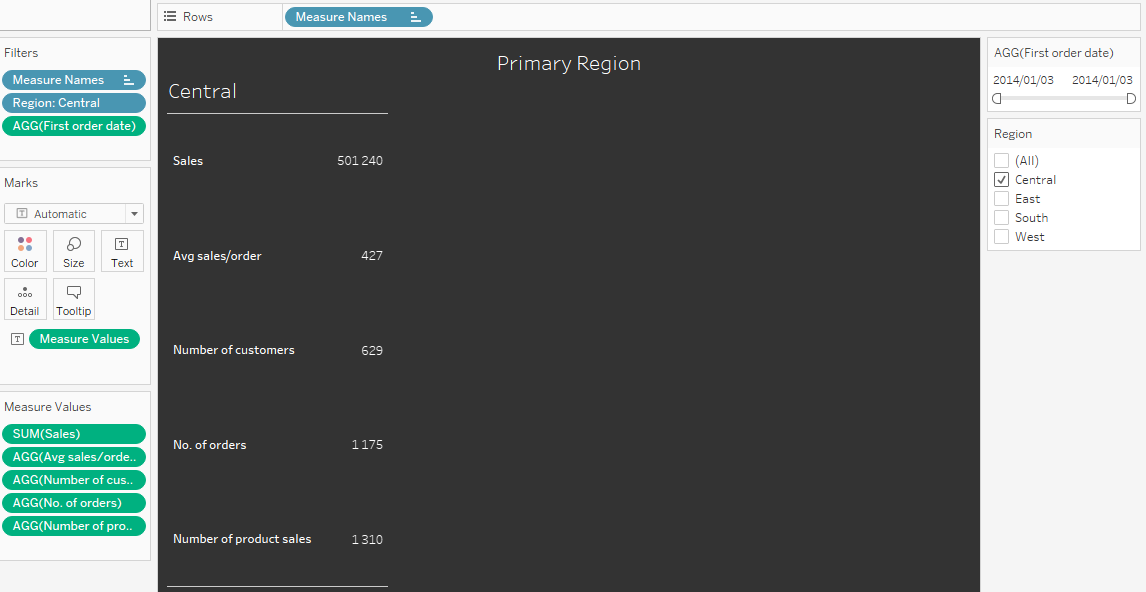 Rows
Measure Names
Filters
Measure Names
Region: Central
AGG(First order date)
Marks
Automatic
Color
Size
Text
Detail
Tooltip
Measure Values
Measure Values
SUM(Sales)
AGG(Avg sales/orde..
AGG(Number of cus..
AGG(No. of orders)
AGG(Number of pro..
Primary Region
Central
Sales 501 240
Avg sales/order 427
Number of customers 629
No. of orders 1 175
Number of product sales 1 310
AGG(First order date)
2014/01/03 2014/01/03
Region
(All)
Central
East
South
West